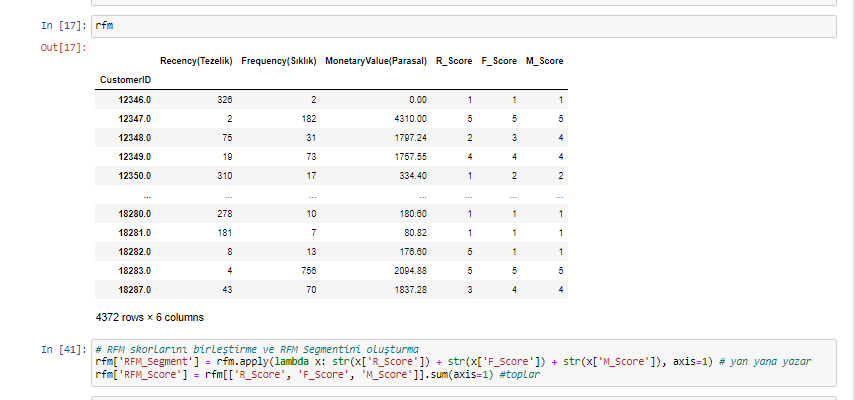 In [17]: rfm
Out[17]:
Recency(Tezelik) Frequency(Sıklık) MonetaryValue(Parasal) R_Score F_Score M_Score
CustomerID
12346.0 326 2 0.00 1 1 1
12347.0 2 182 4310.00 5 5 5
12348.0 75 31 1797.24 2 3 4
12349.0 19 73 1757.55 4 4 4
12350.0 310 17 334.40 1 2 2
... ... ... ... ... ... ...
18280.0 278 10 180.60 1 1 1
18281.0 181 7 80.82 1 1 1
18282.0 8 13 176.60 5 1 1
18283.0 4 756 2094.88 5 5 5
18287.0 43 70 1837.28 3 4 4
4372 rows × 6 columns
In [41]: # RFM skorlarını birleştirme ve RFM Segmentini oluşturma
rfm['RFM_Segment'] = rfm.apply(lambda x: str(x['R_Score']) + str(x['F_Score']) + str(x['M_Score']), axis=1) # yan yana yazar
rfm['RFM_Score'] = rfm[['R_Score', 'F_Score', 'M_Score']].sum(axis=1) #toplar